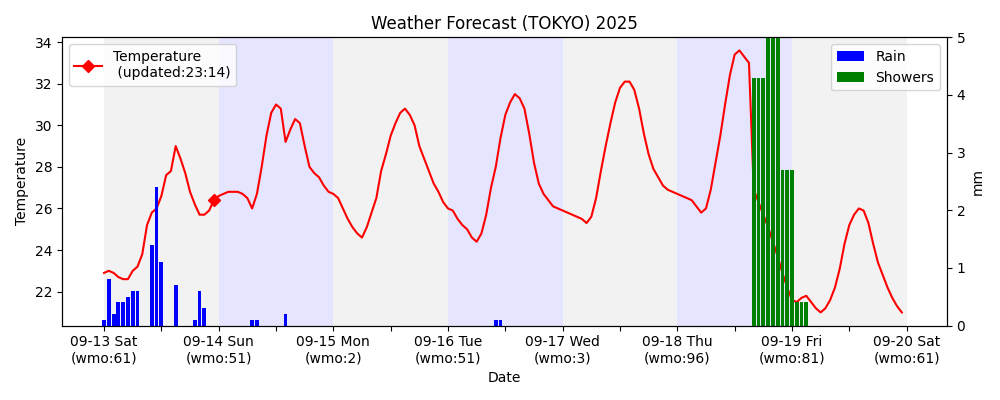 Weather Forecast (TOKYO) 2025
Temperature
(updated:23:14)
Rain
Showers
Temperature
34
32
30
28
26
24
22
5
4
3
2
1
0
mm
09-13 Sat 09-14 Sun 09-15 Mon 09-16 Tue 09-17 Wed 09-18 Thu 09-19 Fri 09-20 Sat
(wmo:61) (wmo:51) (wmo:2) (wmo:51) (wmo:3) (wmo:96) (wmo:81) (wmo:61)
Date